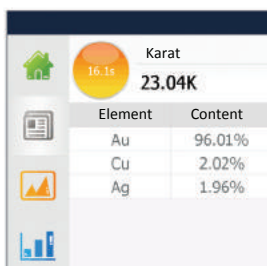 Karat
16.1s
23.04K
Element Content
Au 96.01%
Cu 2.02%
Ag 1.96%